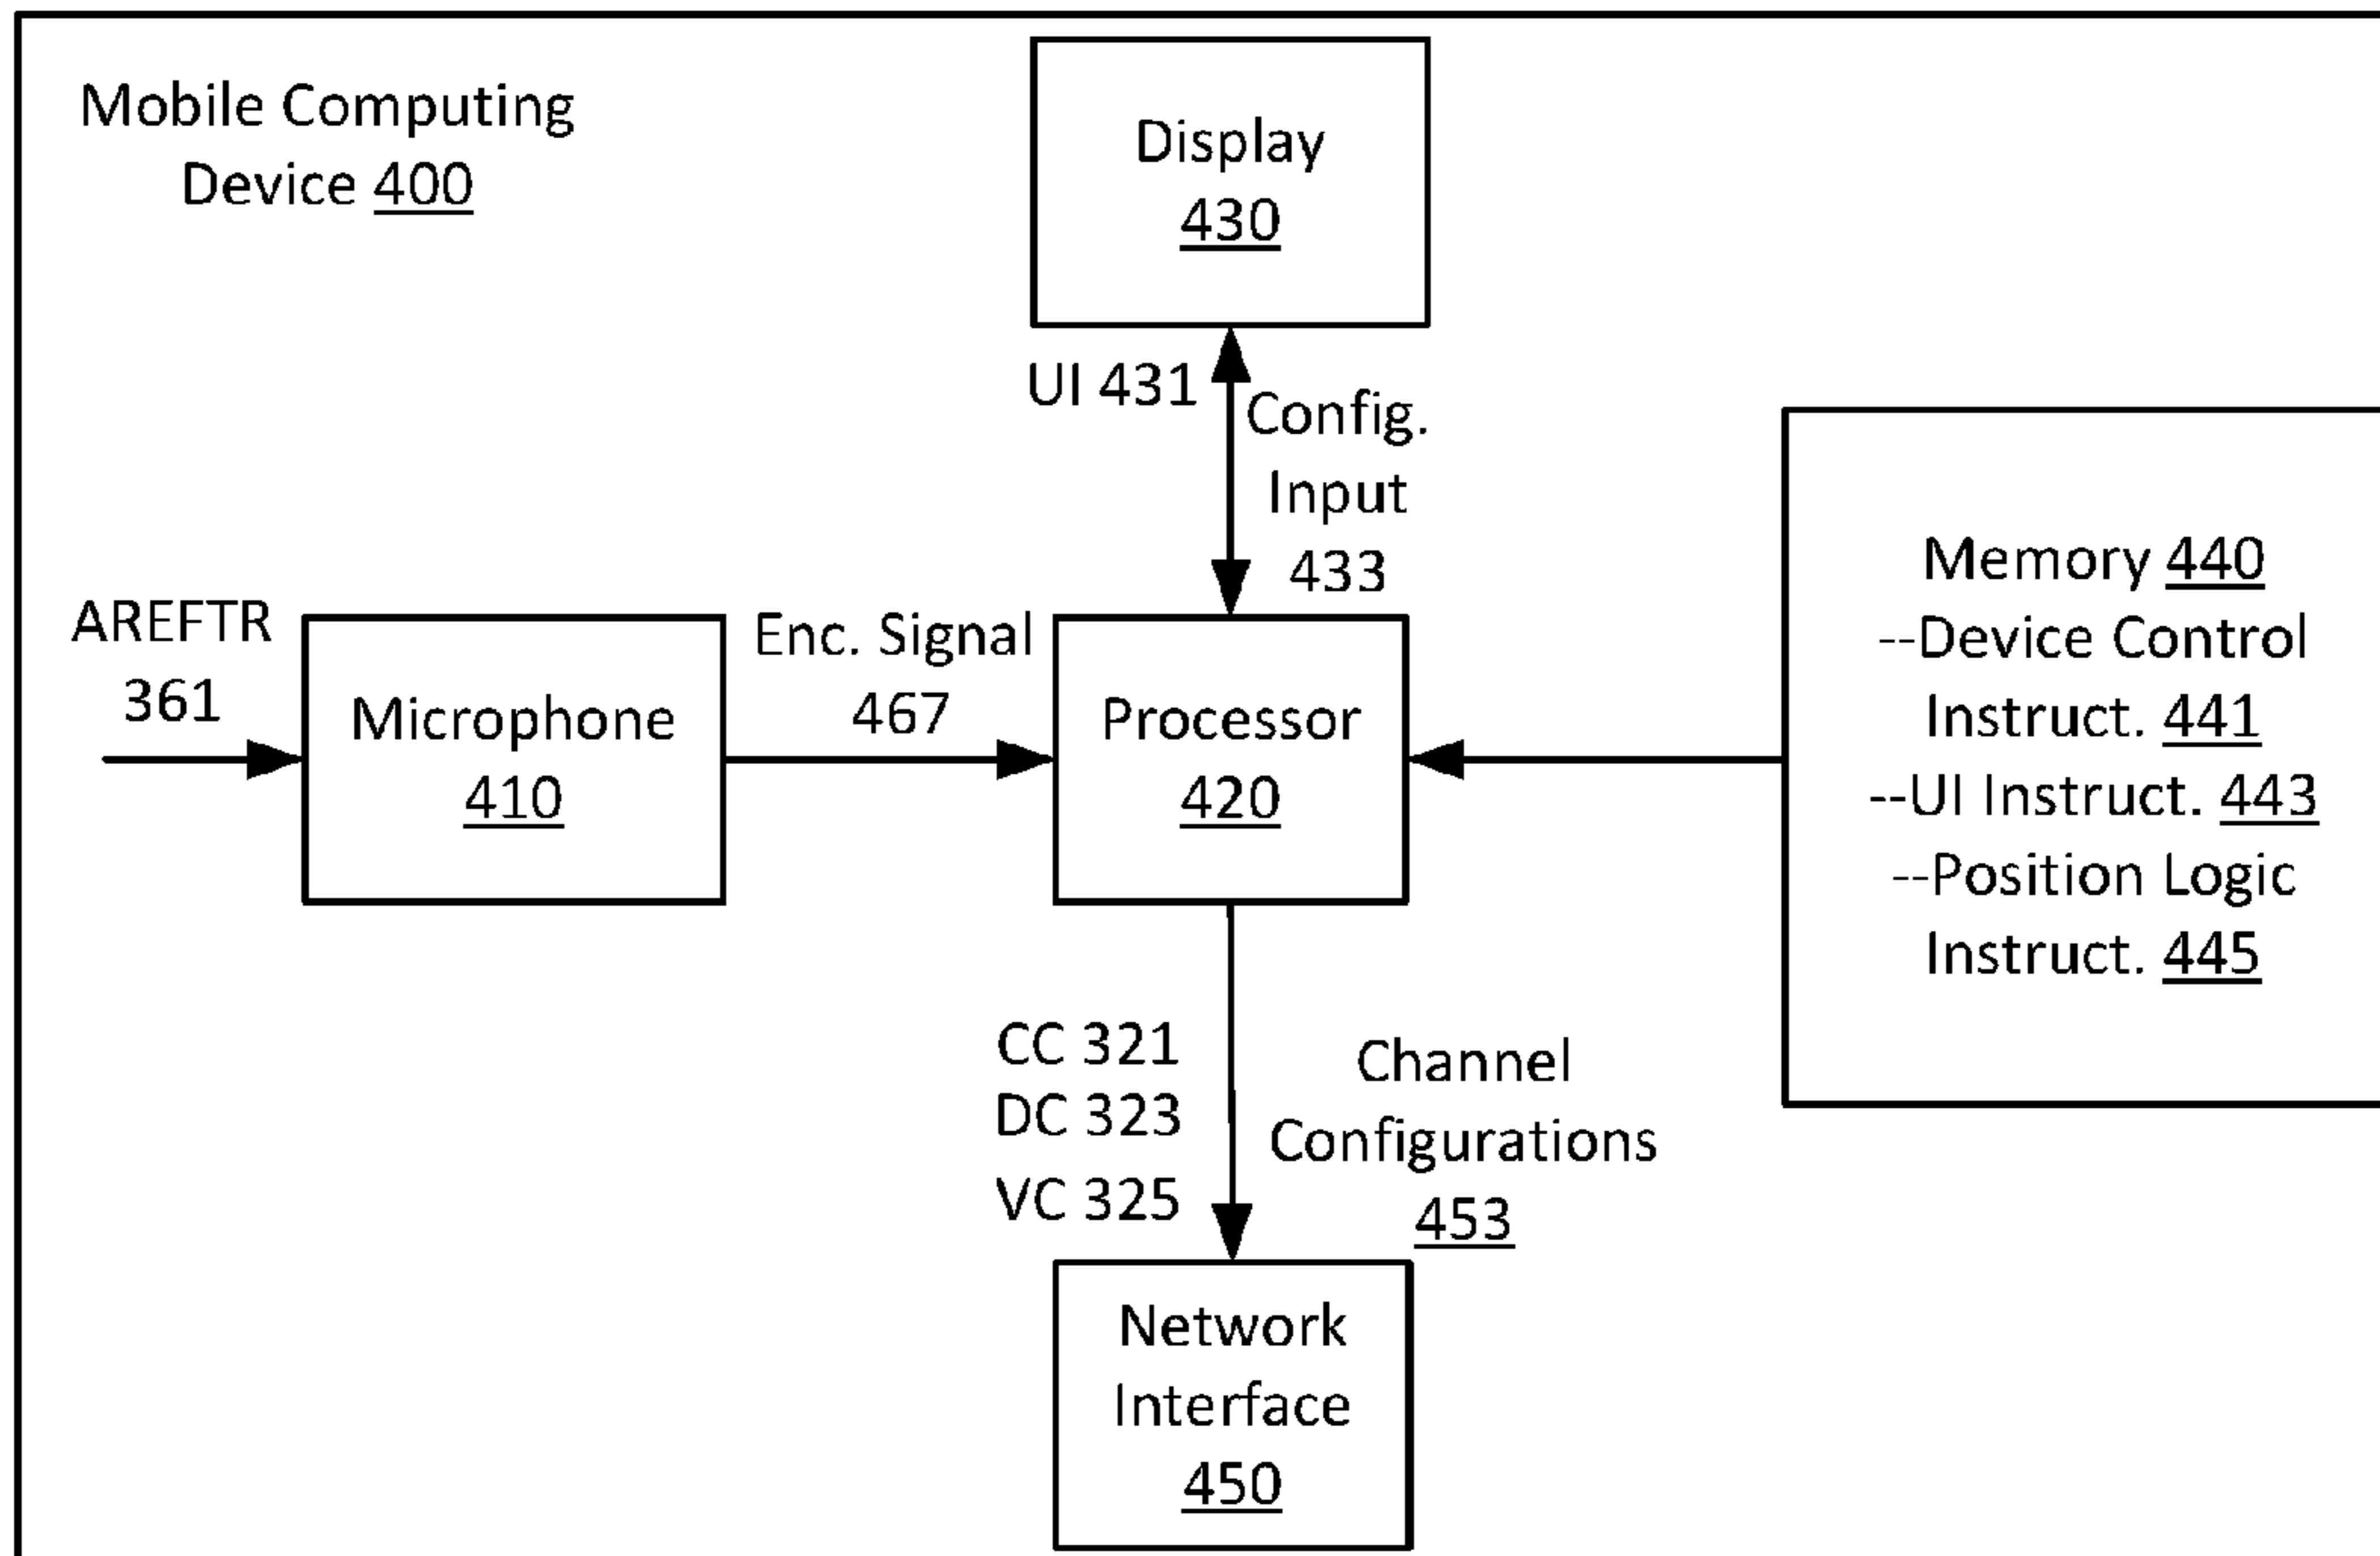 Mobile Computing
Device 400
Display
430
UI 431
Config.
Input
433
AREFTR
361
Microphone
410
Enc. Signal
467
Processor
420
Memory 440
--Device Control
Instruct. 441
--UI Instruct. 443
--Position Logic
Instruct. 445
CC 321
DC 323
VC 325
Channel
Configurations
453
Network
Interface
450